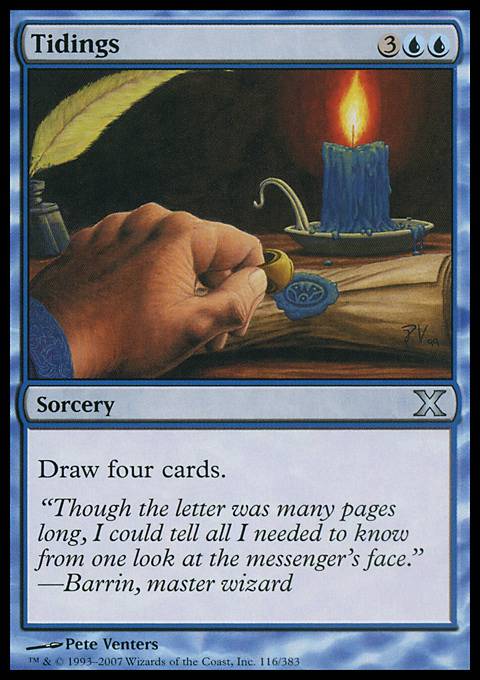 Tidings 3
Sorcery
Draw four cards.
“Though the letter was many pages
long, I could tell all I needed to know
from one look at the messenger’s face.”
—Barrin, master wizard
Pete Venters
™ & © 1993–2007 Wizards of the Coast, Inc. 116/383
PV 99
X